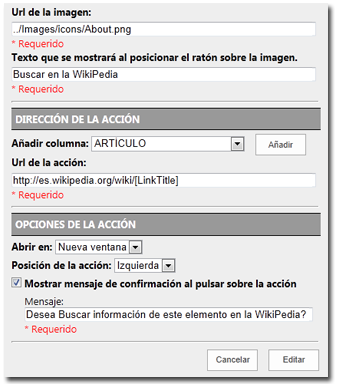 Url de la imagen:
../Images/icons/About.png
* Requerido
Texto que se mostrará al posicionar el ratón sobre la imagen.
Buscar en la WikiPedia
* Requerido
DIRECCIÓN DE LA ACCIÓN
Añadir columna: ARTÍCULO Añadir
Url de la acción:
http://es.wikipedia.org/wiki/[LinkTitle]
* Requerido
OPCIONES DE LA ACCIÓN
Abrir en: Nueva ventana
Posición de la acción: Izquierda
Mostrar mensaje de confirmación al pulsar sobre la acción
Mensaje:
Desea Buscar información de este elemento en la WikiPedia?
* Requerido
Cancelar Editar